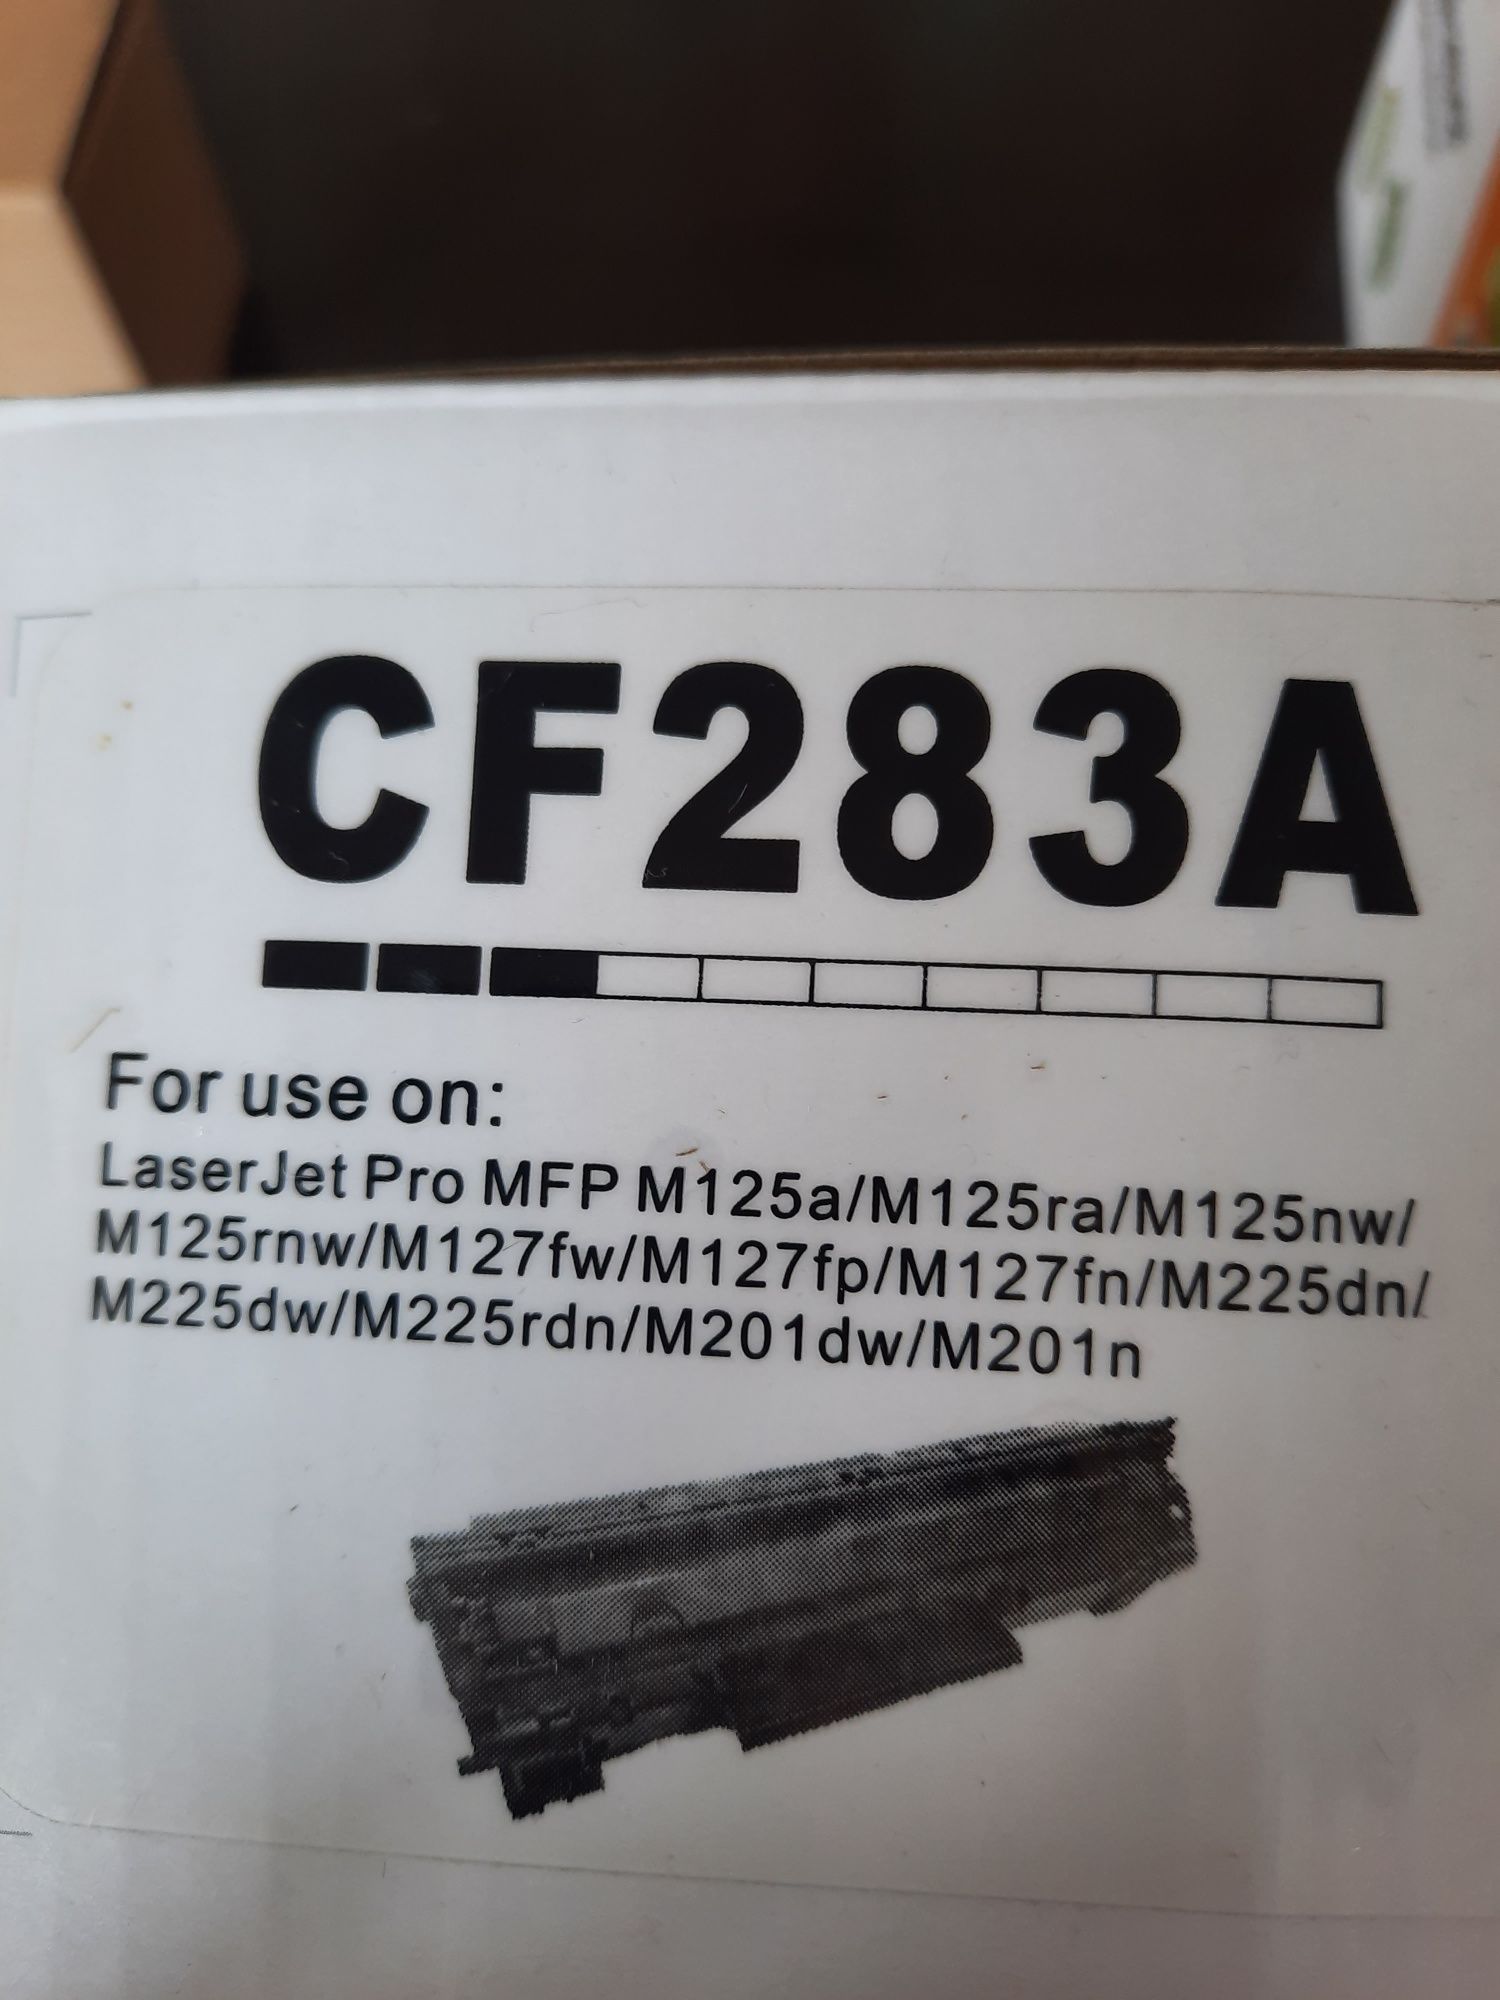 CF283A
For use on:
LaserJet Pro MFP M125a/M125ra/M125nw/
M125rnw/M127fw/M127fp/M127fn/M225dn/
M225dw/M225rdn/M201dw/M201n